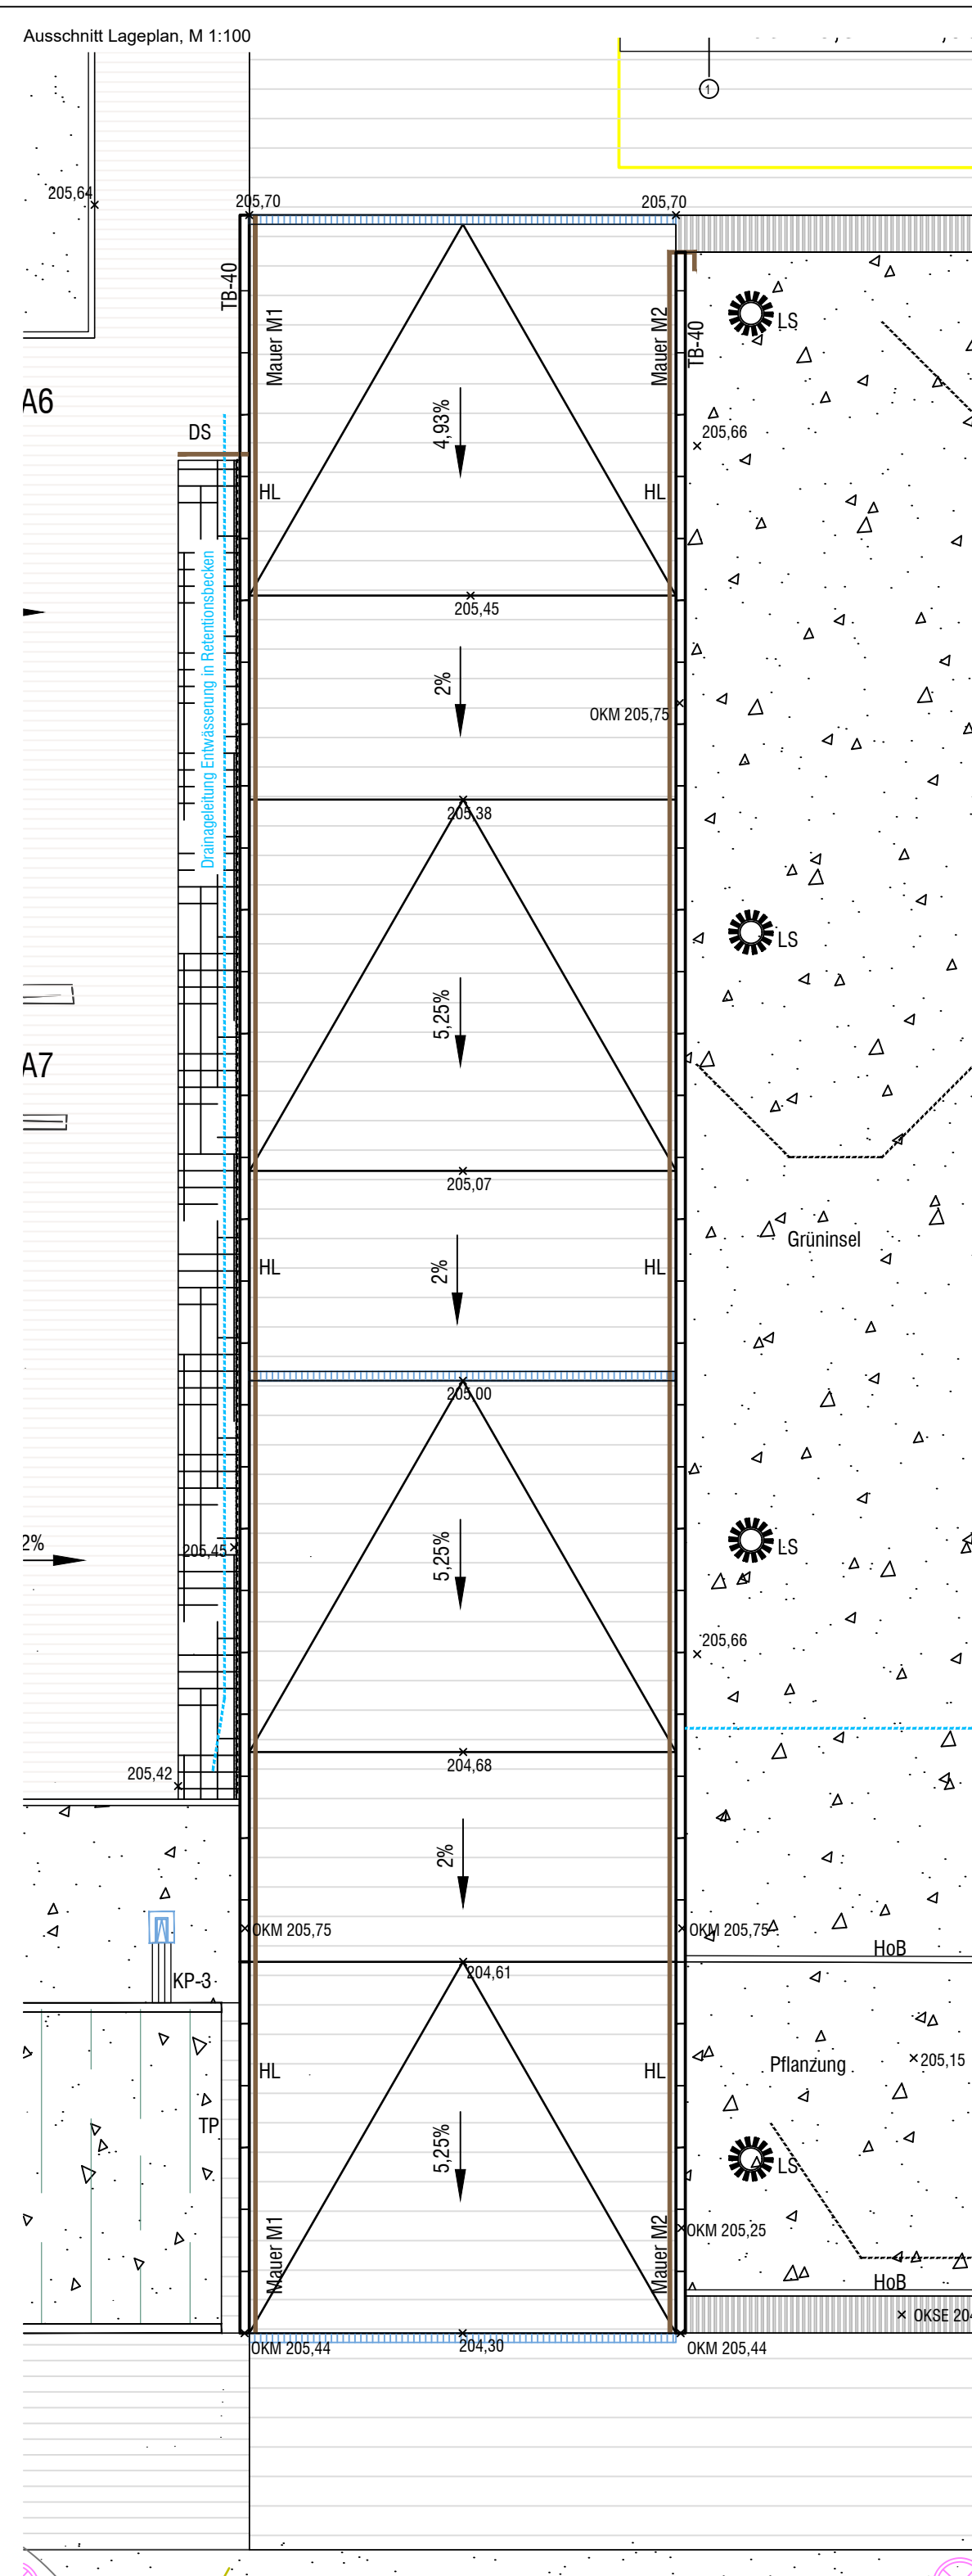 Ausschnitt Lageplan, M 1:100
1
205,64
205,70
205,70
TB-40
Mauer M1
Mauer M2
TB-40
LS
A6
4,93%
DS
205,66
HL
HL
Drainageleitung Entwässerung in Retentionsbecken
205,45
2%
OKM 205,75
205,38
LS
5,25%
A7
205,07
Grüninsel
HL
HL
2%
205,00
2%
205,45
5,25%
LS
205,66
204,68
205,42
2%
OKM 205,75
OKM 205,75
HoB
KP-3
204,61
Pflanzung
205,15
HL
HL
TP
5,25%
LS
Mauer M1
Mauer M2
OKM 205,25
HoB
OKSE 204
OKM 205,44
204,30
OKM 205,44